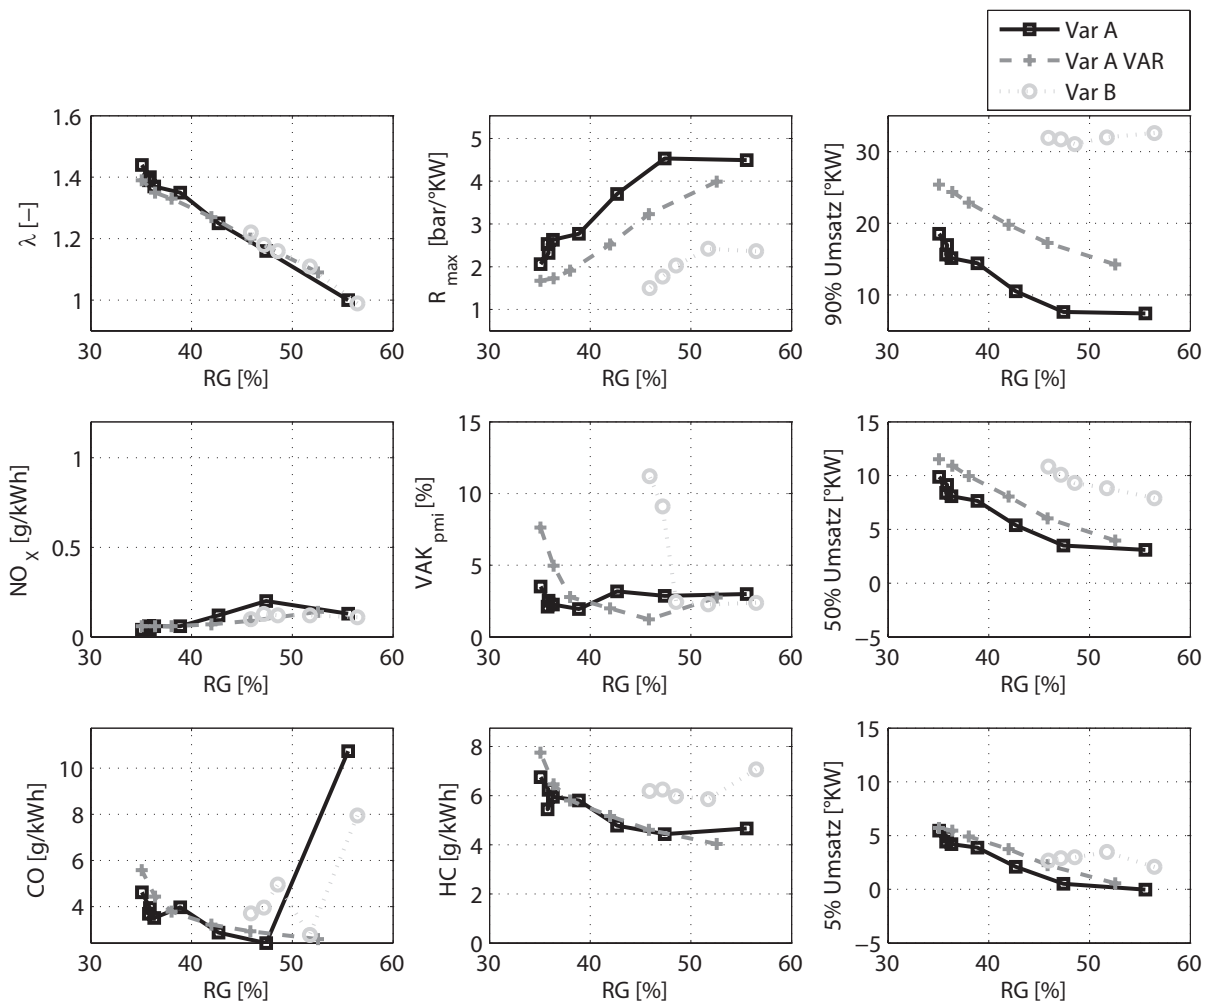 Var A
Var A VAR
Var B
λ [−]
1.6
1.4
1.2
1
30 40 50 60
RG [%]
R max [bar/°KW]
5
4
3
2
1
30 40 50 60
RG [%]
90% Umsatz [°KW]
30
20
10
30 40 50 60
RG [%]
NO X [g/kWh]
1
0.5
0
30 40 50 60
RG [%]
VAK pmi [%]
15
10
5
0
30 40 50 60
RG [%]
50% Umsatz [°KW]
15
10
5
0
−5
30 40 50 60
RG [%]
CO [g/kWh]
10
8
6
4
30 40 50 60
RG [%]
HC [g/kWh]
8
6
4
2
0
30 40 50 60
RG [%]
5% Umsatz [°KW]
15
10
5
0
−5
30 40 50 60
RG [%]